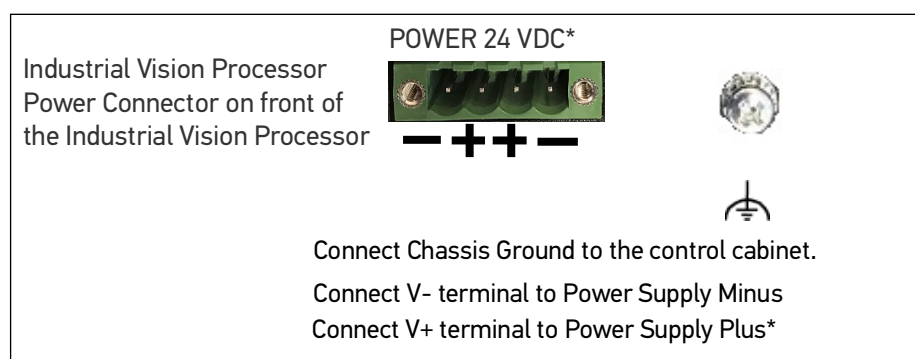 POWER 24 VDC*
Industrial Vision Processor
Power Connector on front of
the Industrial Vision Processor
− + + −
Connect Chassis Ground to the control cabinet.
Connect V- terminal to Power Supply Minus
Connect V+ terminal to Power Supply Plus*